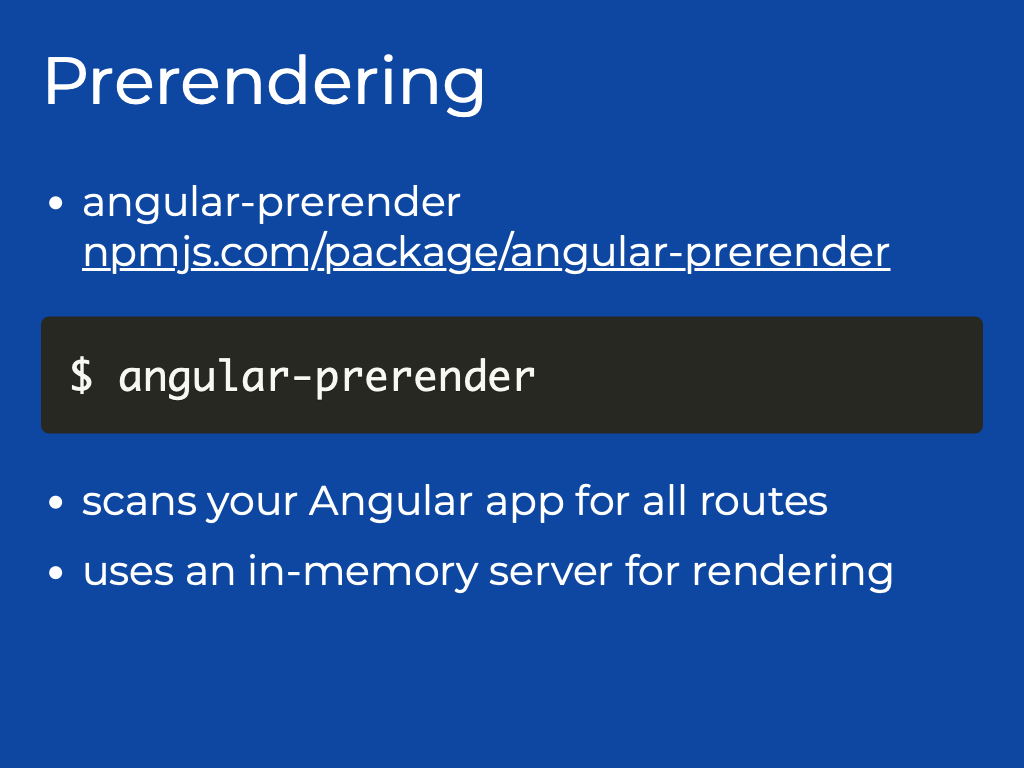 Prerendering
• angular-prerender
npmjs.com/package/angular-prerender
$ angular-prerender
• scans your Angular app for all routes
• uses an in-memory server for rendering